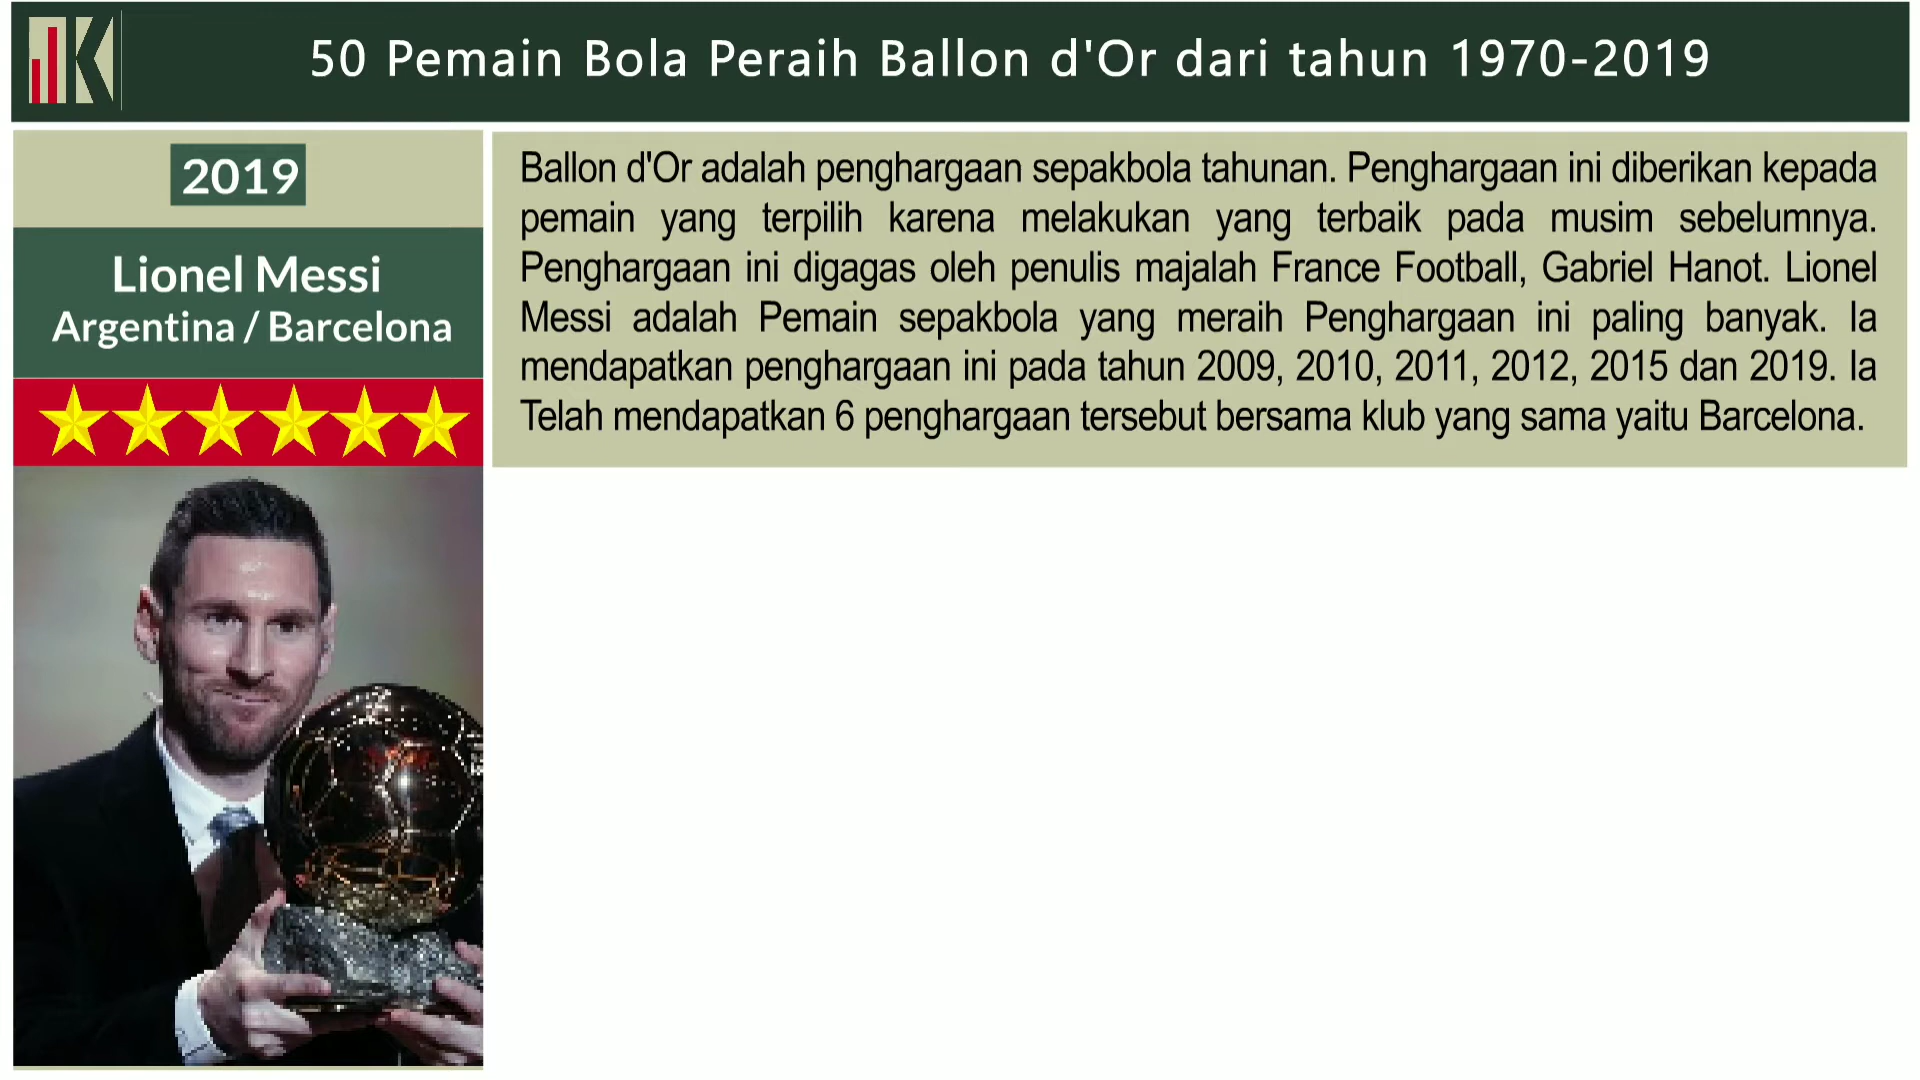 50 Pemain Bola Peraih Ballon d'Or dari tahun 1970-2019
2019
Lionel Messi
Argentina / Barcelona
Ballon d'Or adalah penghargaan sepakbola tahunan. Penghargaan ini diberikan kepada
pemain yang terpilih karena melakukan yang terbaik pada musim sebelumnya.
Penghargaan ini digagas oleh penulis majalah France Football, Gabriel Hanot. Lionel
Messi adalah Pemain sepakbola yang meraih Penghargaan ini paling banyak. Ia
mendapatkan penghargaan ini pada tahun 2009, 2010, 2011, 2012, 2015 dan 2019. Ia
Telah mendapatkan 6 penghargaan tersebut bersama klub yang sama yaitu Barcelona.